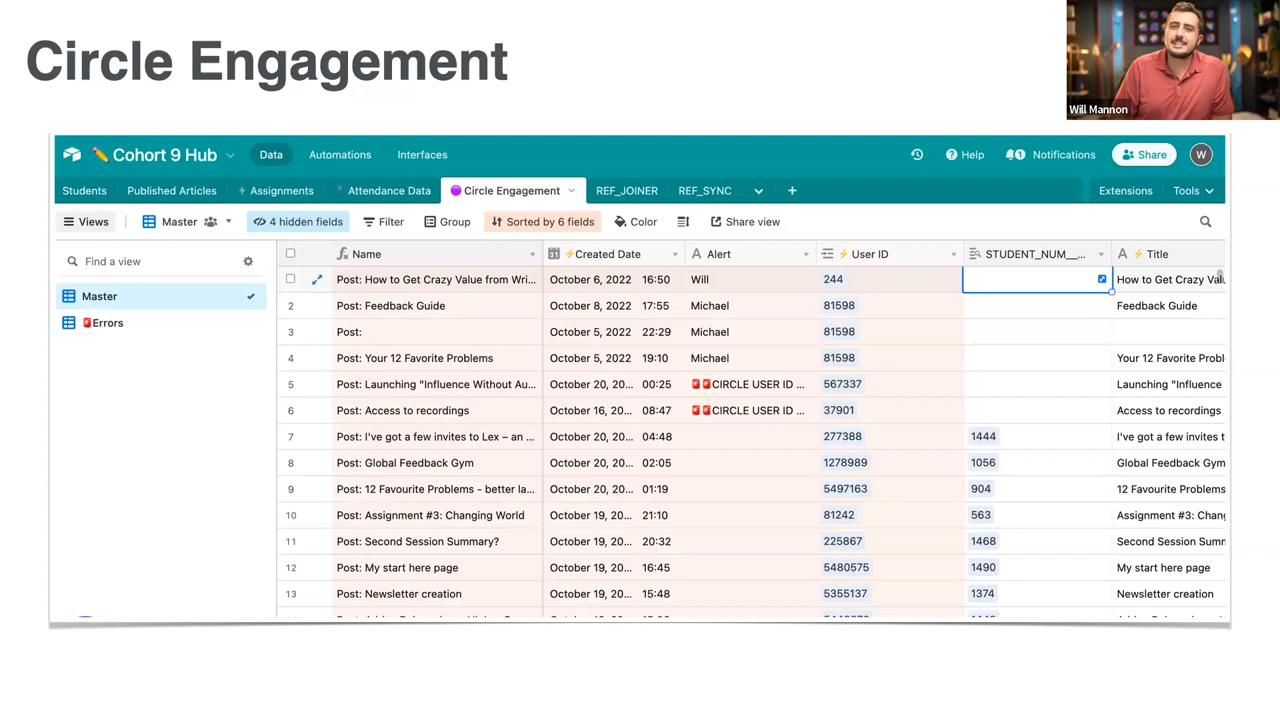 Circle Engagement
Will Mannon
✏️ Cohort 9 Hub Data Automations Interfaces Help 1 Notifications Share W
Students Published Articles ⚡ Assignments Attendance Data 🟣 Circle Engagement REF_JOINER REF_SYNC + Extensions Tools
Views Master 4 hidden fields Filter Group Sorted by 6 fields Color Share view
Find a view
Master
🚨Errors
Name ⚡Created Date Alert ⚡ User ID STUDENT_NUM__... ⚡ Title
Post: How to Get Crazy Value from Wri... October 6, 2022 16:50 Will 244 How to Get Crazy Val
2 Post: Feedback Guide October 8, 2022 17:55 Michael 81598 Feedback Guide
3 Post: October 5, 2022 22:29 Michael 81598
4 Post: Your 12 Favorite Problems October 5, 2022 19:10 Michael 81598 Your 12 Favorite Probl
5 Post: Launching "Influence Without Au... October 20, 20... 00:25 🚨🚨CIRCLE USER ID ... 567337 Launching "Influence
6 Post: Access to recordings October 16, 20... 08:47 🚨🚨CIRCLE USER ID ... 37901 Access to recordings
7 Post: I've got a few invites to Lex – an ... October 20, 20... 04:48 277388 1444 I've got a few invites t
8 Post: Global Feedback Gym October 20, 20... 02:05 1278989 1056 Global Feedback Gym
9 Post: 12 Favourite Problems - better la... October 20, 20... 01:19 5497163 904 12 Favourite Problems
10 Post: Assignment #3: Changing World October 19, 20... 21:10 81242 563 Assignment #3: Chang
11 Post: Second Session Summary? October 19, 20... 20:32 225867 1468 Second Session Summ
12 Post: My start here page October 19, 20... 16:45 5480575 1490 My start here page
13 Post: Newsletter creation October 19, 20... 15:48 5355137 1374 Newsletter creation